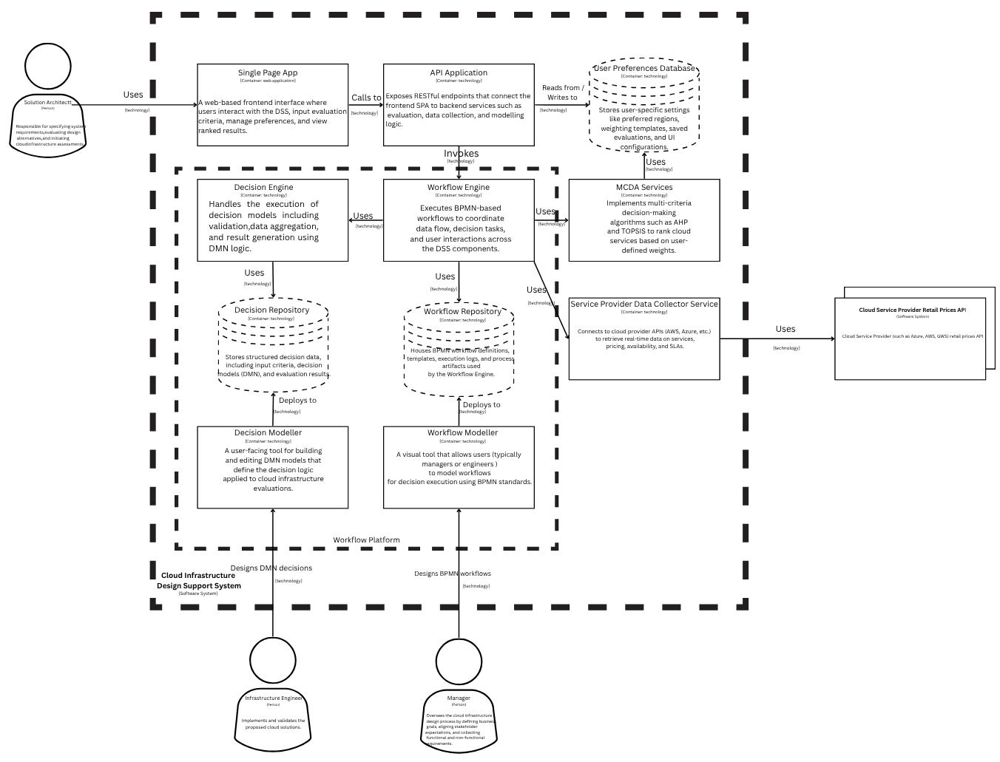 Solution Architectt
(Person)
Responsible for specifying system
requirements,evaluating design
alternatives,and initiating
cloudinfrastructure assessments.
Uses
[technology]
Single Page App
[Container: web application]
A web-based frontend interface where
users interact with the DSS, input evaluation
criteria, manage preferences, and view
ranked results.
Calls to
[technology]
API Application
[Container: technology]
Exposes RESTful endpoints that connect the
frontend SPA to backend services such as
evaluation, data collection, and modelling
logic.
Reads from /
Writes to
[technology]
User Preferences Database
[Container: technology]
Stores user-specific settings
like preferred regions,
weighting templates, saved
evaluations, and UI
configurations.
Invokes
[technology]
Uses
[technology]
Decision Engine
[Container: technology]
Handles the execution of
decision models including
validation,data aggregation,
and result generation using
DMN logic.
Uses
[technology]
Workflow Engine
[Container: technology]
Executes BPMN-based
workflows to coordinate
data flow, decision tasks,
and user interactions across
the DSS components.
Uses
[technology]
MCDA Services
[Container: technology]
Implements multi-criteria
decision-making
algorithms such as AHP
and TOPSIS to rank cloud
services based on user-
defined weights.
Uses
[technology]
Uses
[technology]
Uses
[technology]
Decision Repository
[Container: technology]
Stores structured decision data,
including input criteria, decision
models (DMN), and evaluation results.
Workflow Repository
[Container: technology]
Houses BPMN workflow definitions,
templates, execution logs, and process
artifacts used
by the Workflow Engine.
Service Provider Data Collector Service
[Container: technology]
Connects to cloud provider APIs (AWS, Azure, etc.)
to retrieve real-time data on services,
pricing, availability, and SLAs.
Uses
[technology]
Cloud Service Provider Retail Prices API
(Software System)
Cloud Service Provider (such as Azure, AWS, GWS) retail prices API
Deploys to
[technology]
Deploys to
[technology]
Decision Modeller
[Container: technology]
A user-facing tool for building
and editing DMN models that
define the decision logic
applied to cloud infrastructure
evaluations.
Workflow Modeller
[Container: technology]
A visual tool that allows users (typically
managers or engineers )
to model workflows
for decision execution using BPMN standards.
Workflow Platform
Designs DMN decisions
[technology]
Designs BPMN workflows
[technology]
Cloud Infrastructure
Design Support System
[Software System]
Infrastructure Engineer
(Person)
Implements and validates the
proposed cloud solutions.
Manager
(Person)
Oversees the cloud infrastructure
design process by defining business
goals, aligning stakeholder
expectations, and collecting
functional and non-functional
requirements.